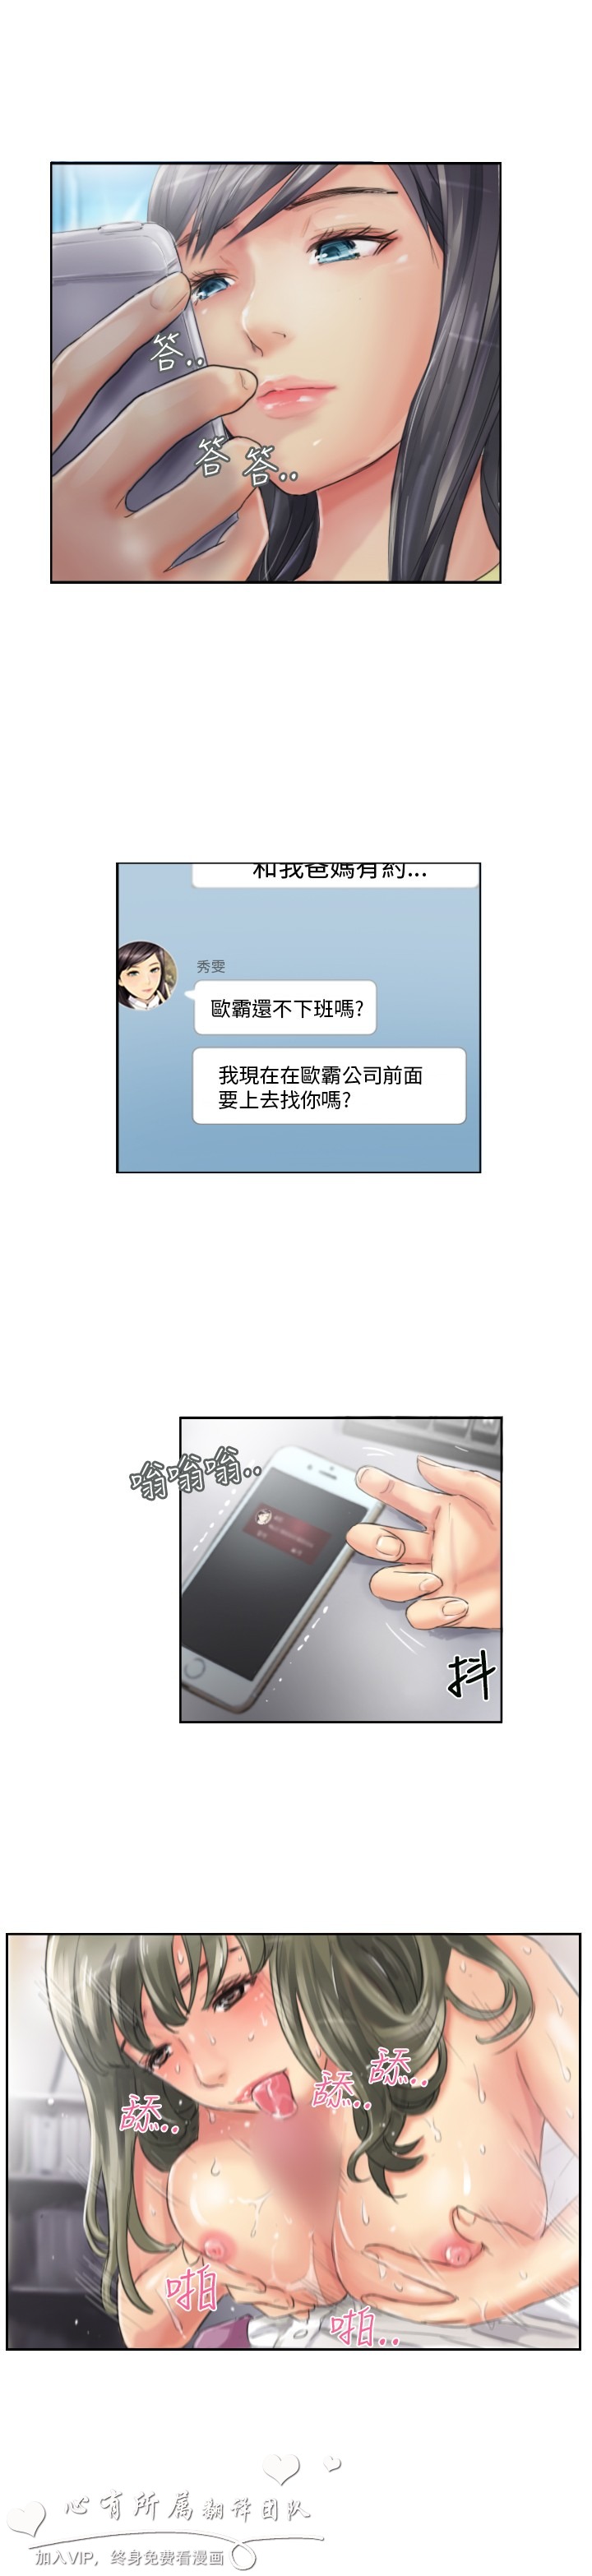 答..
答答..
和我爸媽有約...
秀雯
歐霸還不下班嗎?
我現在在歐霸公司前面
要上去找你嗎?
嗡嗡嗡..
抖
舔..
舔..
舔..
啪
啪..
心有所属翻译团队
加入VIP，终身免费看漫画